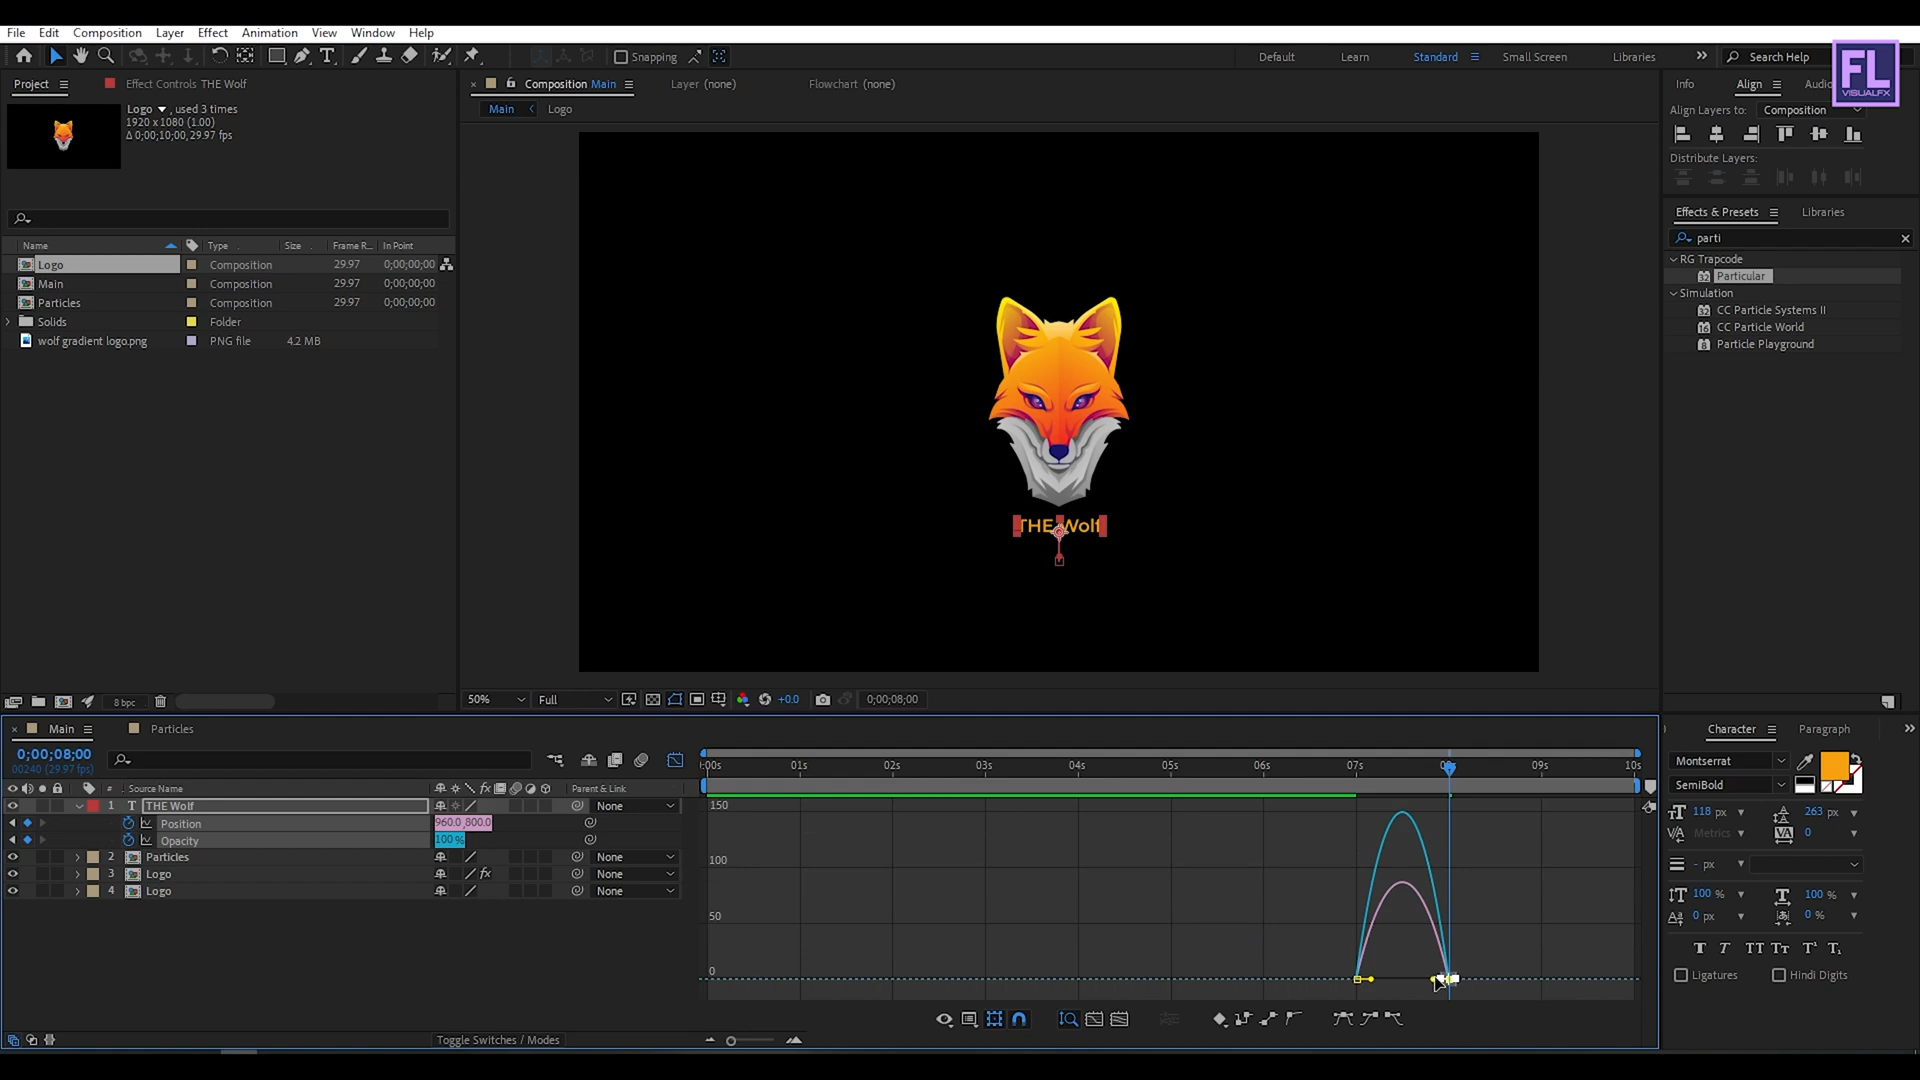 File Edit Composition Layer Effect Animation View Window Help
Snapping Default Learn Standard Small Screen Libraries Search Help
FL
VISUALFX
Project Effect Controls THE Wolf
Logo , used 3 times
1920 x 1080 (1.00)
Δ 0;00;10;00, 29.97 fps
Name Type Size Frame R... In Point
Logo Composition 29.97 0;00;00;00
Main Composition 29.97 0;00;00;00
Particles Composition 29.97 0;00;00;00
Solids Folder
wolf gradient logo.png PNG file 4.2 MB
8 bpc
Composition Main Layer (none) Flowchart (none)
Main Logo
THE Wolf
50% Full +0.0 0;00;08;00
Info Align Audio
Align Layers to: Composition
Distribute Layers:
Effects & Presets Libraries
parti
RG Trapcode
Particular
Simulation
CC Particle Systems II
CC Particle World
Particle Playground
Main Particles
0;00;08;00
00240 (29.97 fps)
# Source Name Parent & Link
1 T THE Wolf None
Position 960.0,800.0
Opacity 100 %
2 Particles None
3 Logo fx None
4 Logo None
Toggle Switches / Modes
:00s 01s 02s 03s 04s 05s 06s 07s 08s 09s 10s
150
100
50
0
Character Paragraph
Montserrat
SemiBold
118 px 263 px
Metrics 0
- px
100 % 100 %
0 px 0 %
T T TT Tt T¹ T₁
Ligatures Hindi Digits